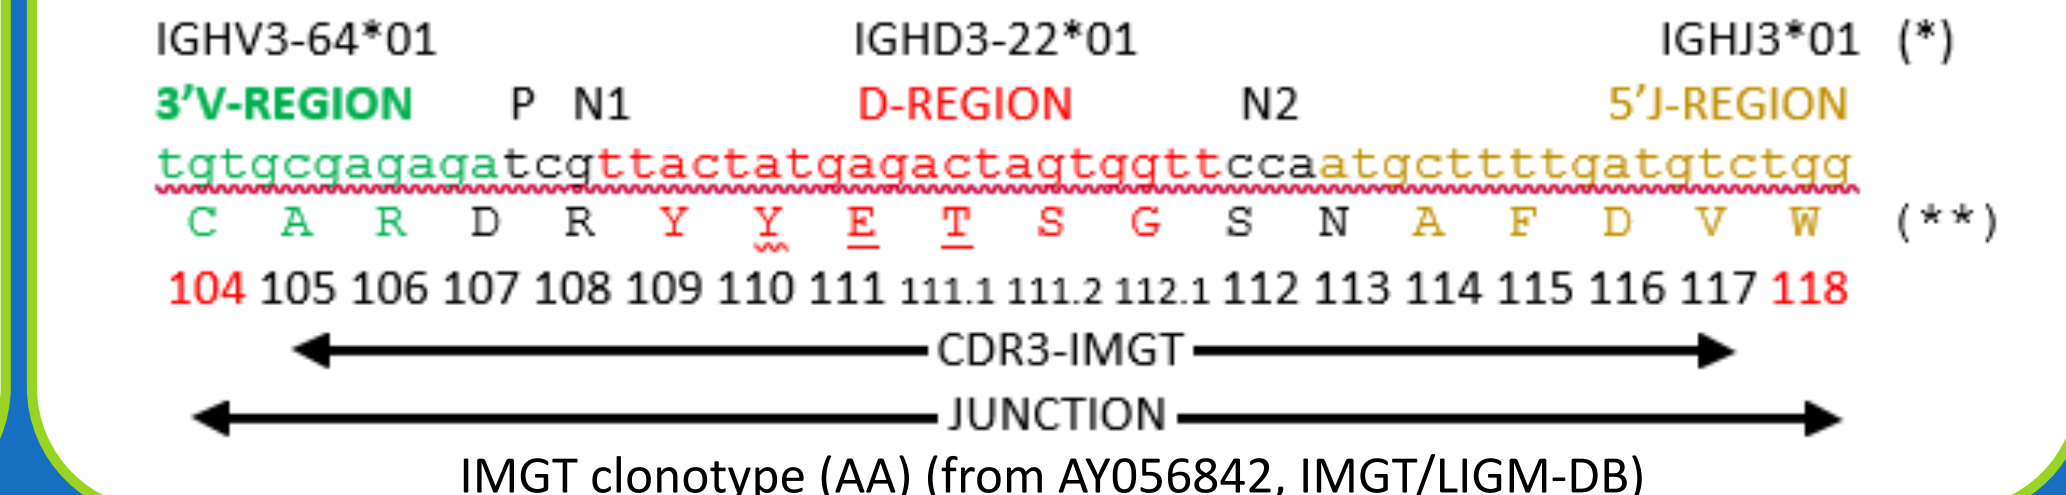 IGHV3-64*01 IGHD3-22*01 IGHJ3*01 (*)
3’V-REGION P N1 D-REGION N2 5’J-REGION
tgtgcgagagatcgttactatgagactagtggttccaatgcttttgatgtctgg
C A R D R Y Y E T S G S N A F D V W (**)
104 105 106 107 108 109 110 111 111.1 111.2 112.1 112 113 114 115 116 117 118
CDR3-IMGT
JUNCTION
IMGT clonotype (AA) (from AY056842, IMGT/LIGM-DB)